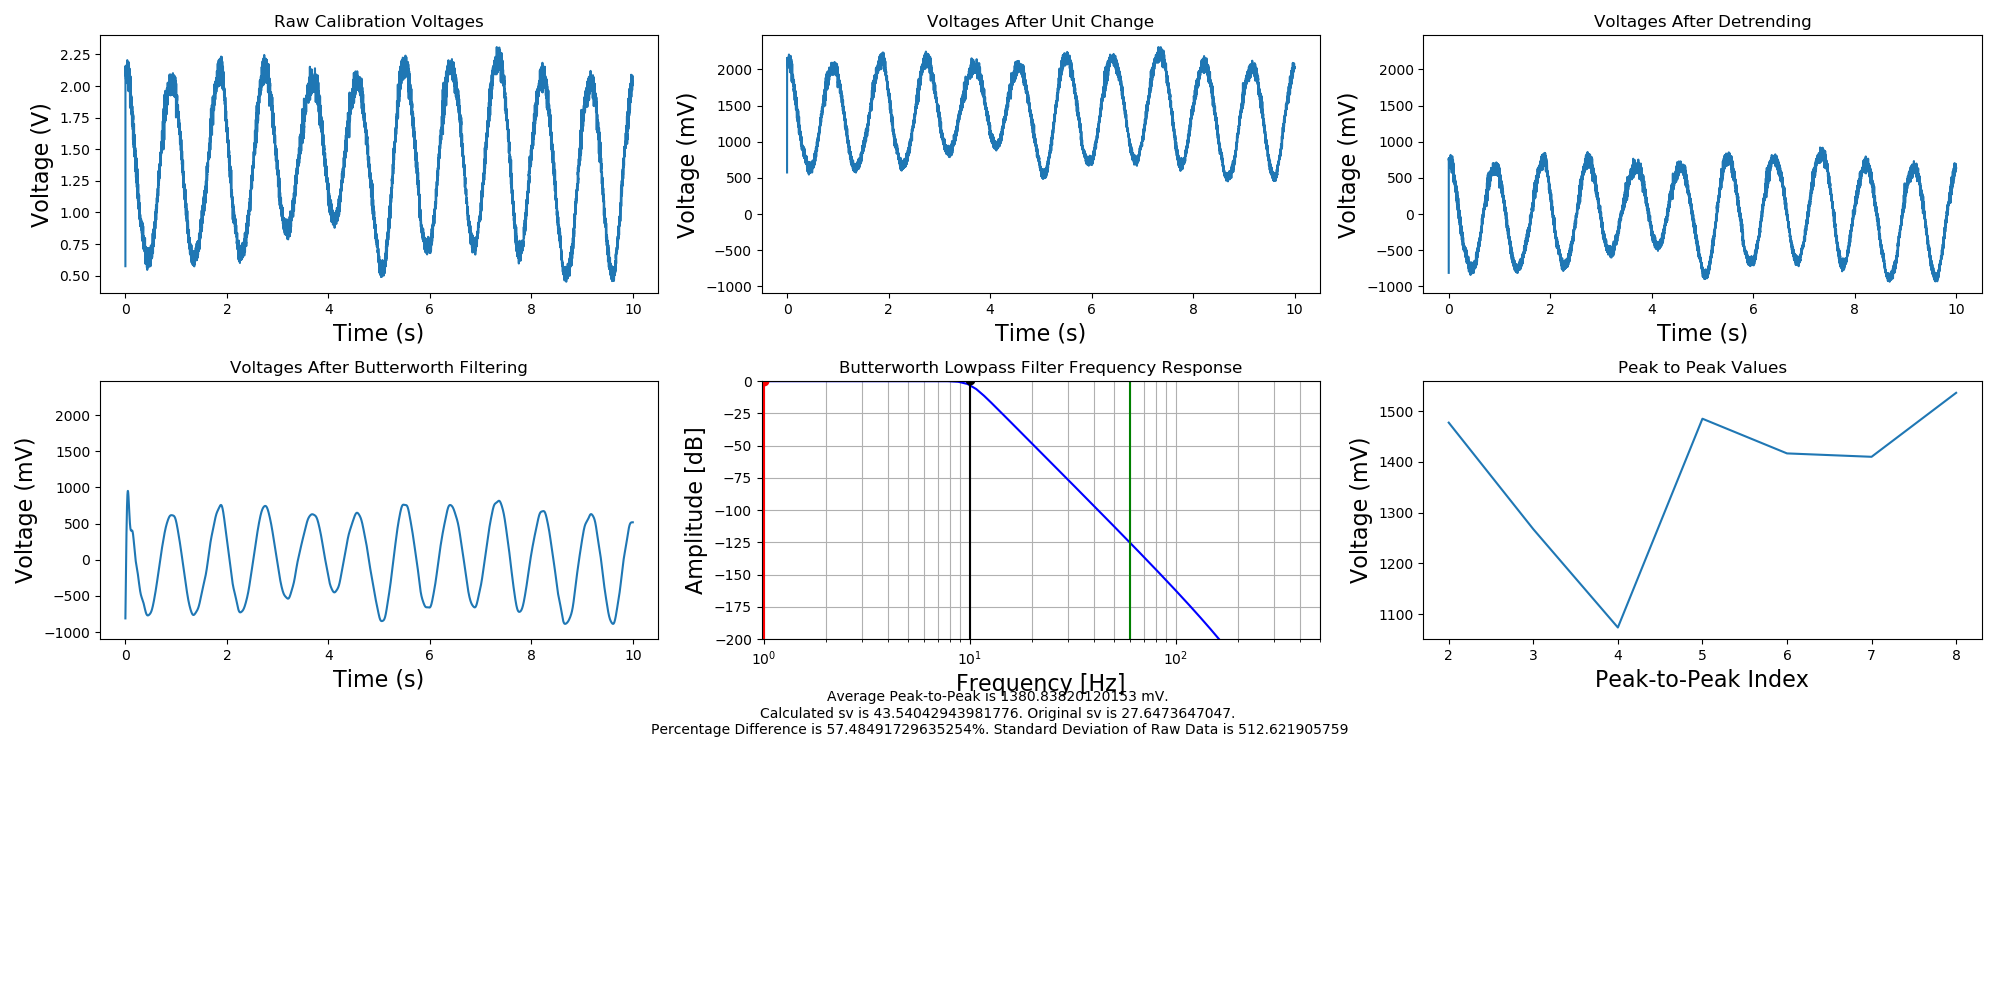 Raw Calibration Voltages
Voltage (V)
2.25
2.00
1.75
1.50
1.25
1.00
0.75
0.50
0 2 4 6 8 10
Time (s)
Voltages After Unit Change
Voltage (mV)
2000
1500
1000
500
0
−500
−1000
0 2 4 6 8 10
Time (s)
Voltages After Detrending
Voltage (mV)
2000
1500
1000
500
0
−500
−1000
0 2 4 6 8 10
Time (s)
Voltages After Butterworth Filtering
Voltage (mV)
2000
1500
1000
500
0
−500
−1000
0 2 4 6 8 10
Time (s)
Butterworth Lowpass Filter Frequency Response
Amplitude [dB]
0
−25
−50
−75
−100
−125
−150
−175
−200
10⁰ 10¹ 10²
Frequency [Hz]
Peak to Peak Values
Voltage (mV)
1500
1400
1300
1200
1100
2 3 4 5 6 7 8
Peak-to-Peak Index
Average Peak-to-Peak is 1380.83820120153 mV.
Calculated sv is 43.54042943981776. Original sv is 27.6473647047.
Percentage Difference is 57.48491729635254%. Standard Deviation of Raw Data is 512.621905759